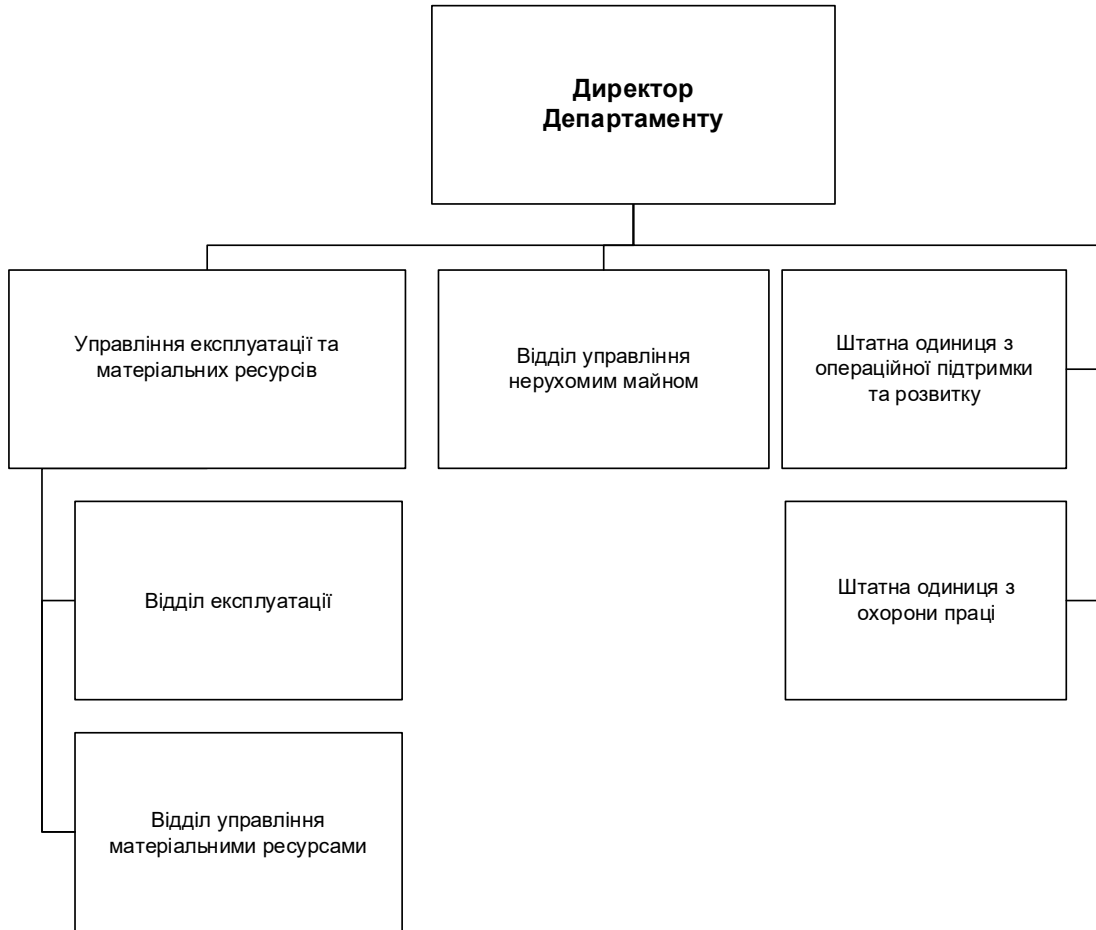 Директор
Департаменту
Управління експлуатації та
матеріальних ресурсів
Відділ управління
нерухомим майном
Штатна одиниця з
операційної підтримки
та розвитку
Відділ експлуатації
Штатна одиниця з
охорони праці
Відділ управління
матеріальними ресурсами